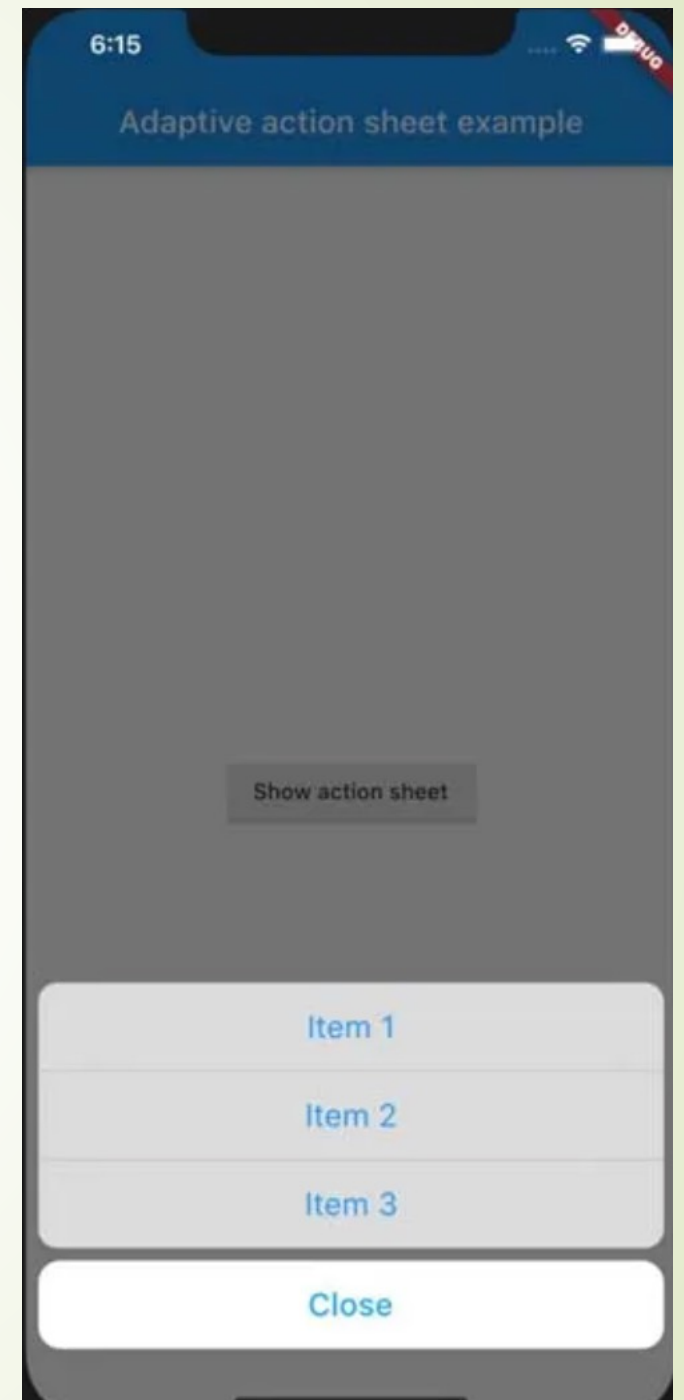 6:15
DEBUG
Adaptive action sheet example
Show action sheet
Item 1
Item 2
Item 3
Close